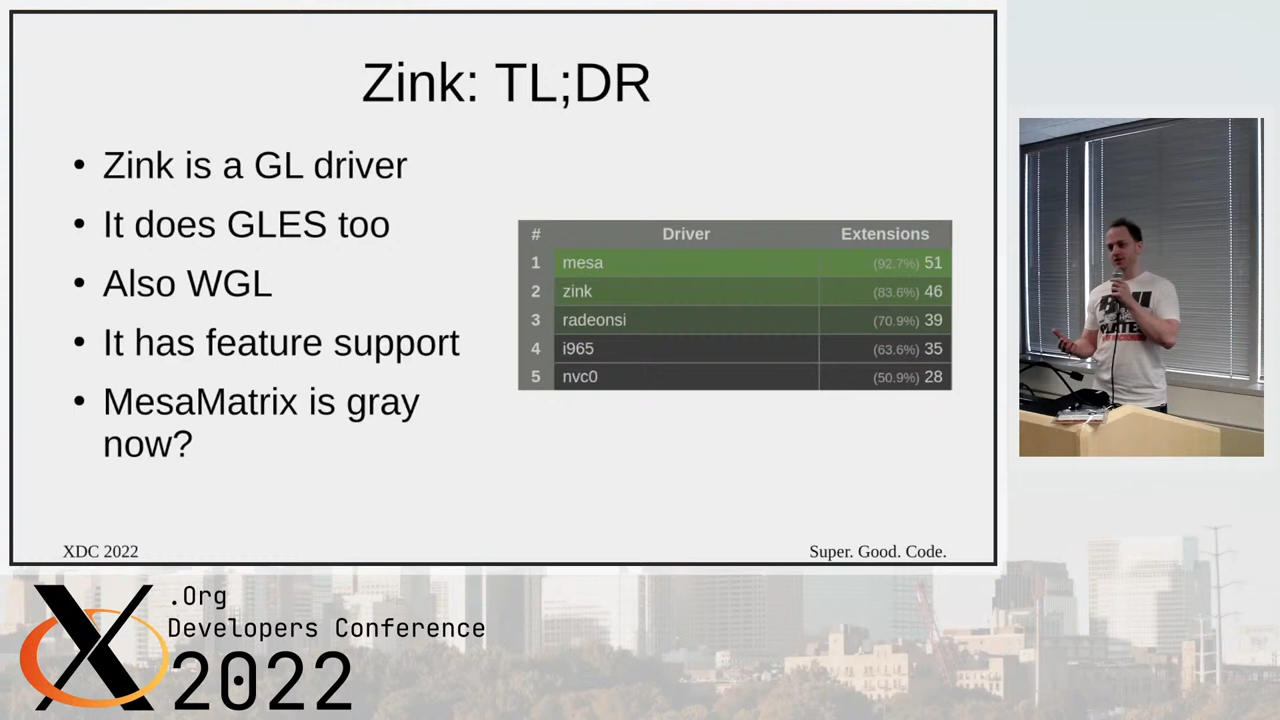 Zink: TL;DR
• Zink is a GL driver
• It does GLES too
• Also WGL
• It has feature support
• MesaMatrix is gray
now?
# Driver Extensions
1 mesa (92.7%) 51
2 zink (83.6%) 46
3 radeonsi (70.9%) 39
4 i965 (63.6%) 35
5 nvc0 (50.9%) 28
XDC 2022
Super. Good. Code.
X
.Org
Developers Conference
2022